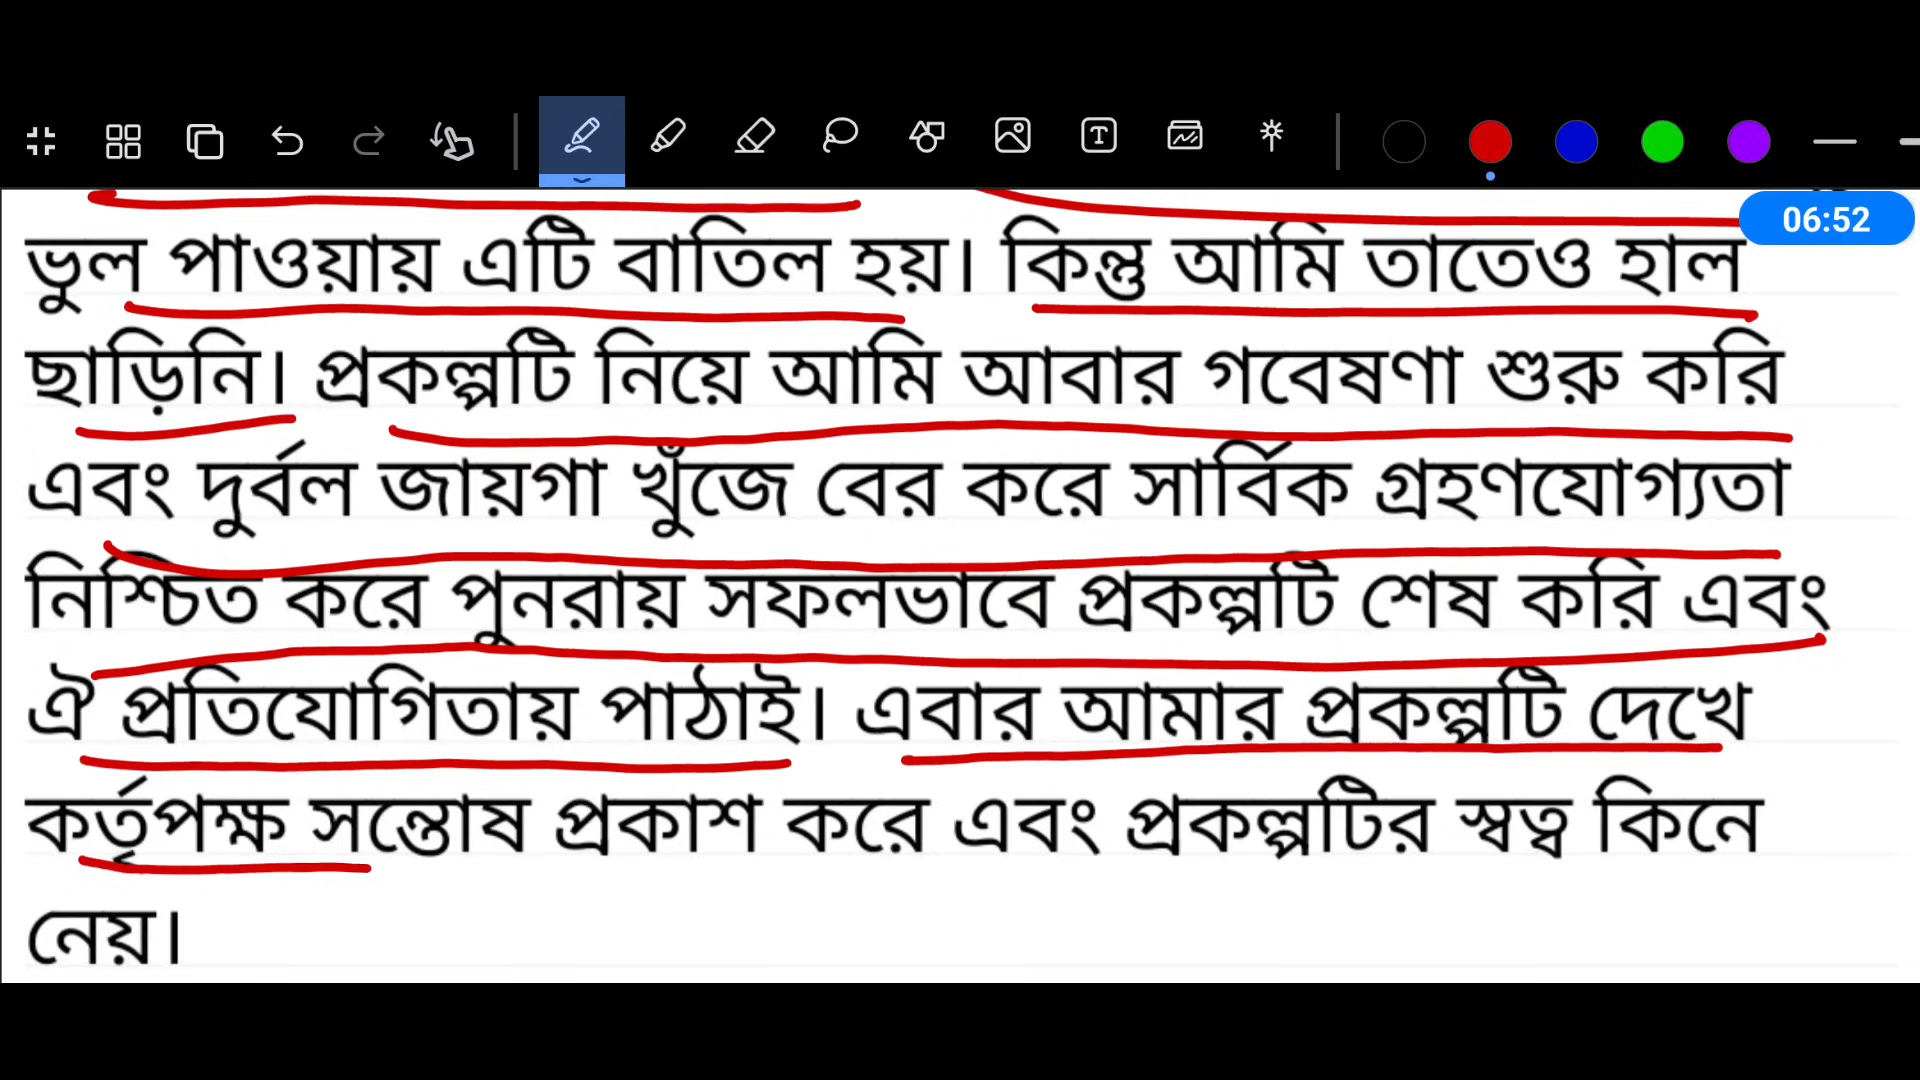 06:52
ভুল পাওয়ায় এটি বাতিল হয়। কিন্তু আমি তাতেও হাল
ছাড়িনি। প্রকল্পটি নিয়ে আমি আবার গবেষণা শুরু করি
এবং দুর্বল জায়গা খুঁজে বের করে সার্বিক গ্রহণযোগ্যতা
নিশ্চিত করে পুনরায় সফলভাবে প্রকল্পটি শেষ করি এবং
ঐ প্রতিযোগিতায় পাঠাই। এবার আমার প্রকল্পটি দেখে
কর্তৃপক্ষ সন্তোষ প্রকাশ করে এবং প্রকল্পটির স্বত্ব কিনে
নেয়।